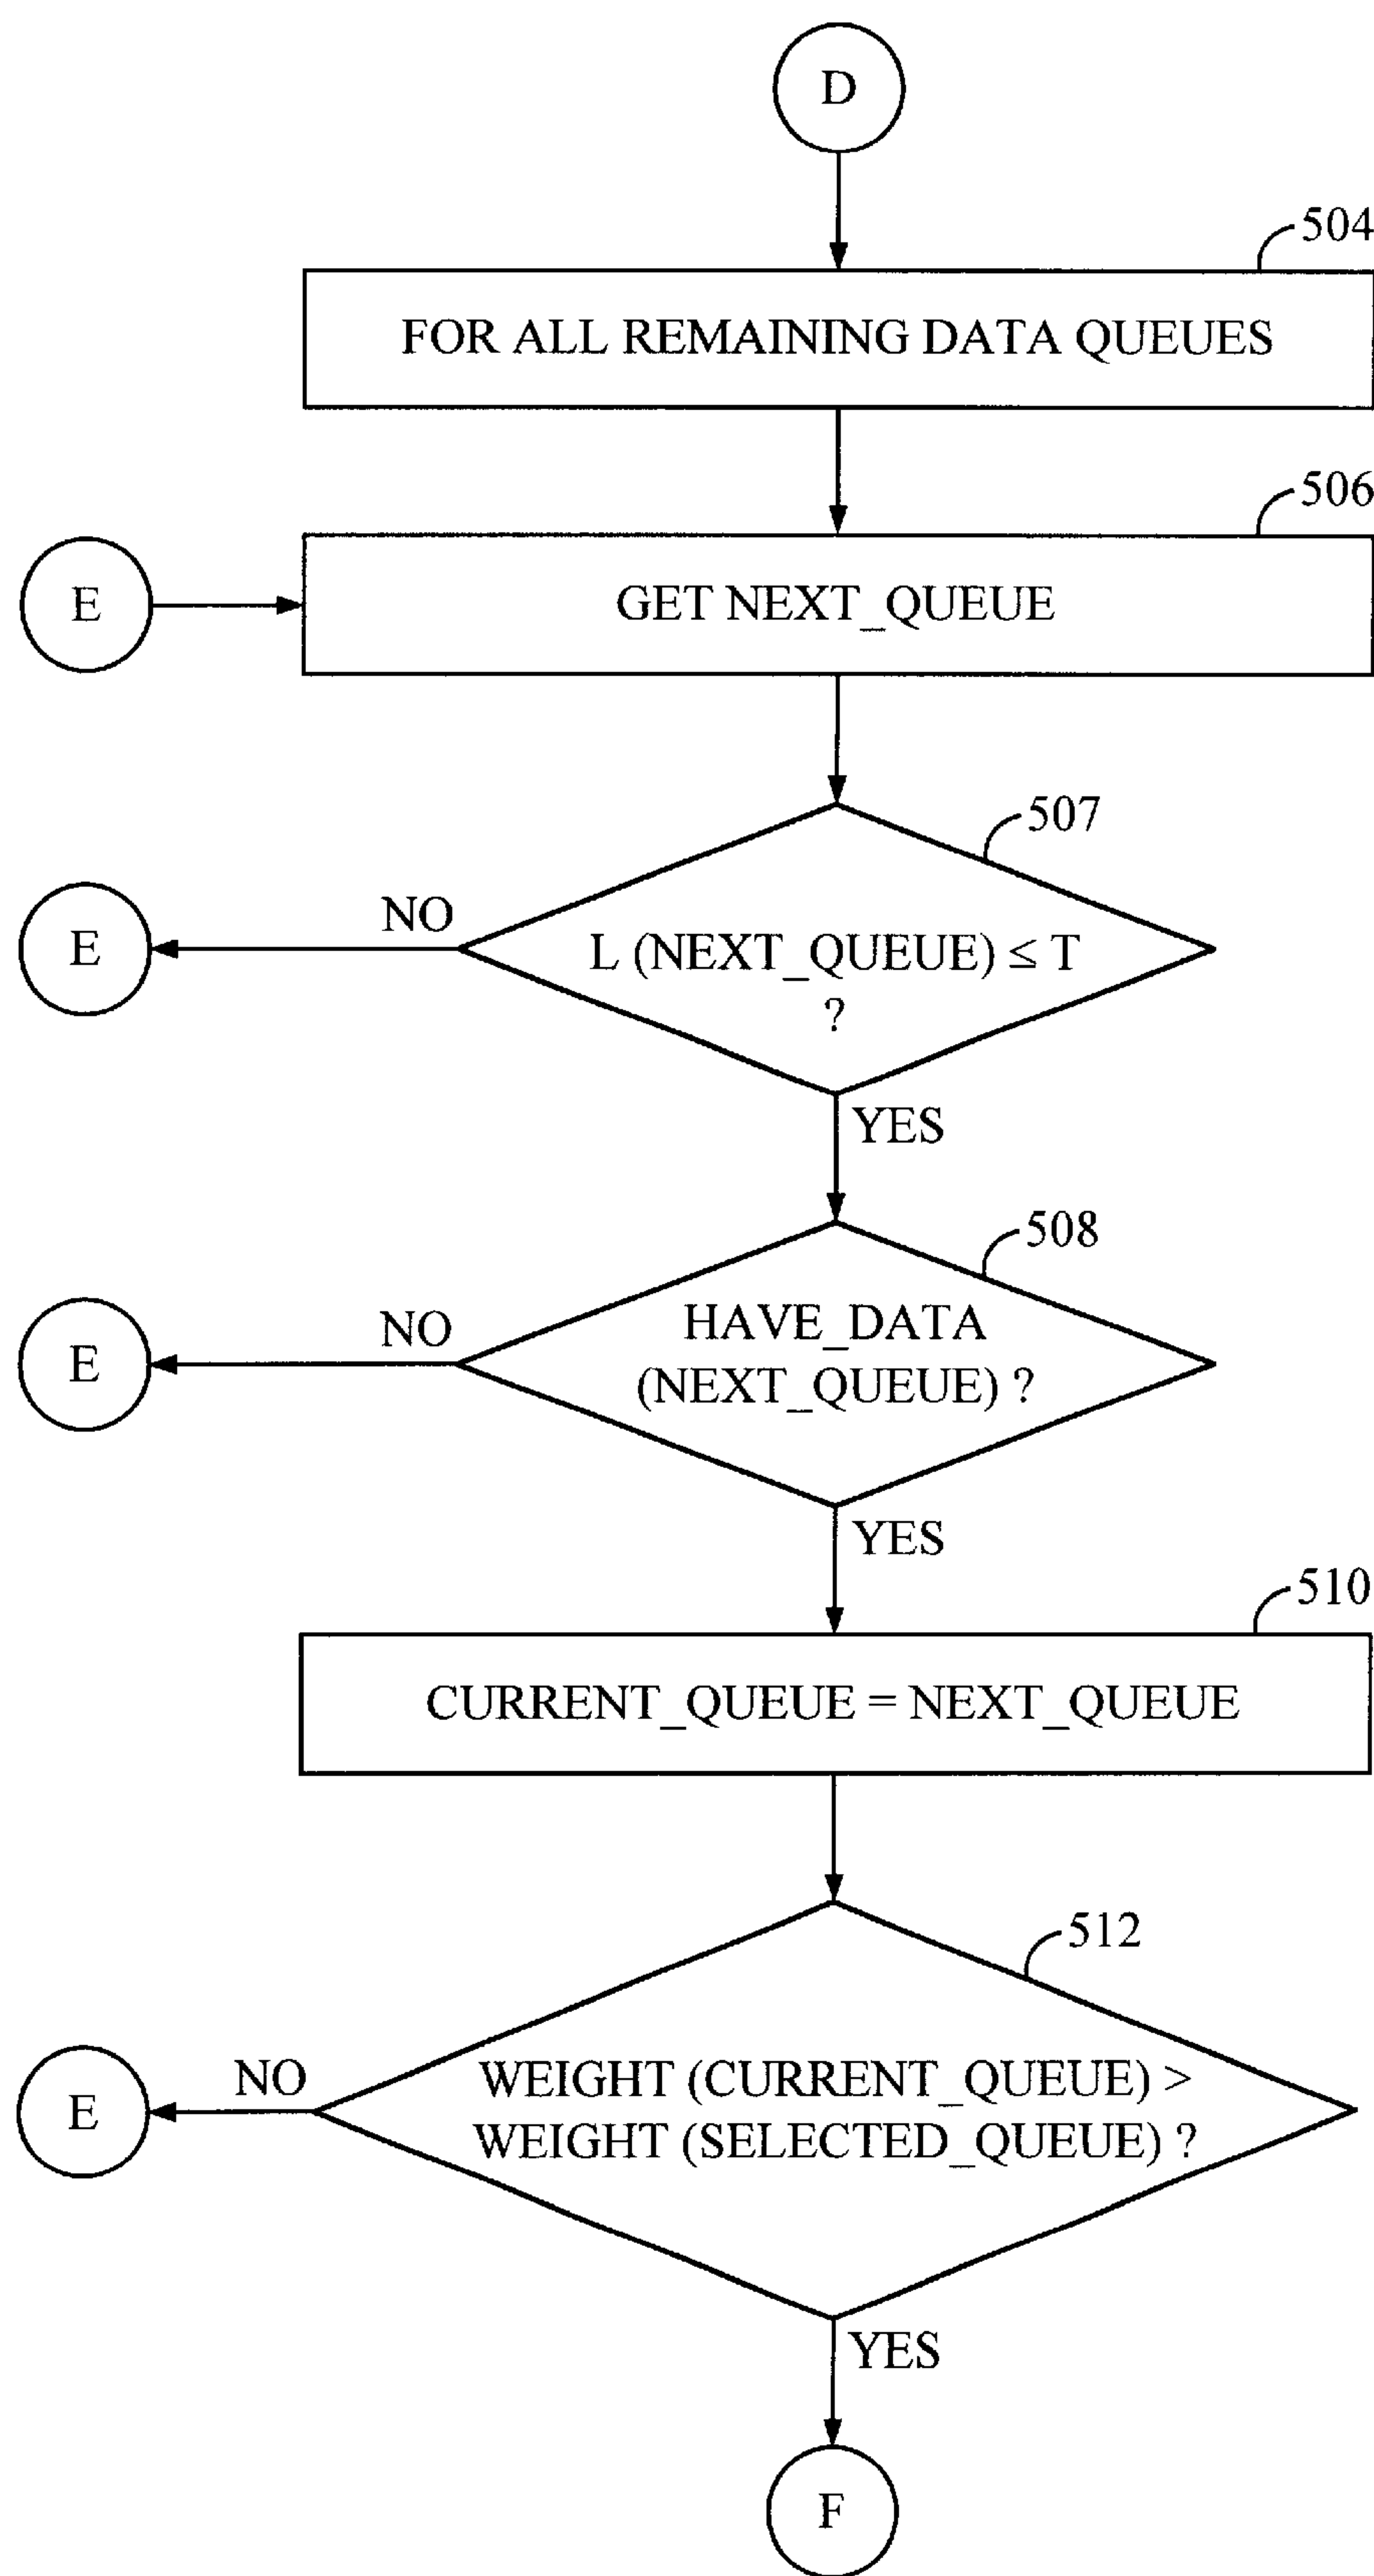 D
504
FOR ALL REMAINING DATA QUEUES
506
E
GET NEXT_QUEUE
507
NO
E
L (NEXT_QUEUE) ≤ T
?
YES
508
NO
E
HAVE_DATA
(NEXT_QUEUE) ?
YES
510
CURRENT_QUEUE = NEXT_QUEUE
512
NO
E
WEIGHT (CURRENT_QUEUE) >
WEIGHT (SELECTED_QUEUE) ?
YES
F